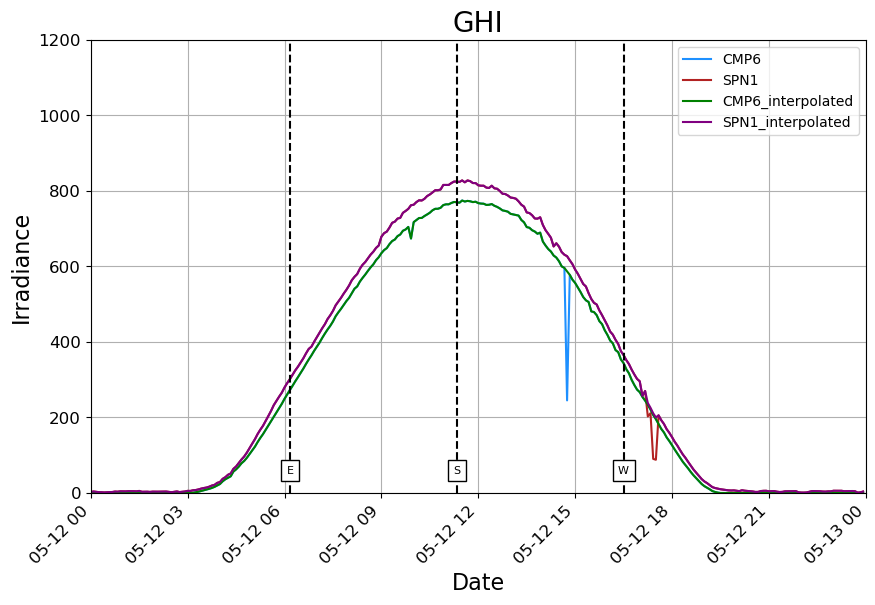 GHI
1200
1000
800
600
400
200
0
Irradiance
CMP6
SPN1
CMP6_interpolated
SPN1_interpolated
E
S
W
05-12 00
05-12 03
05-12 06
05-12 09
05-12 12
05-12 15
05-12 18
05-12 21
05-13 00
Date